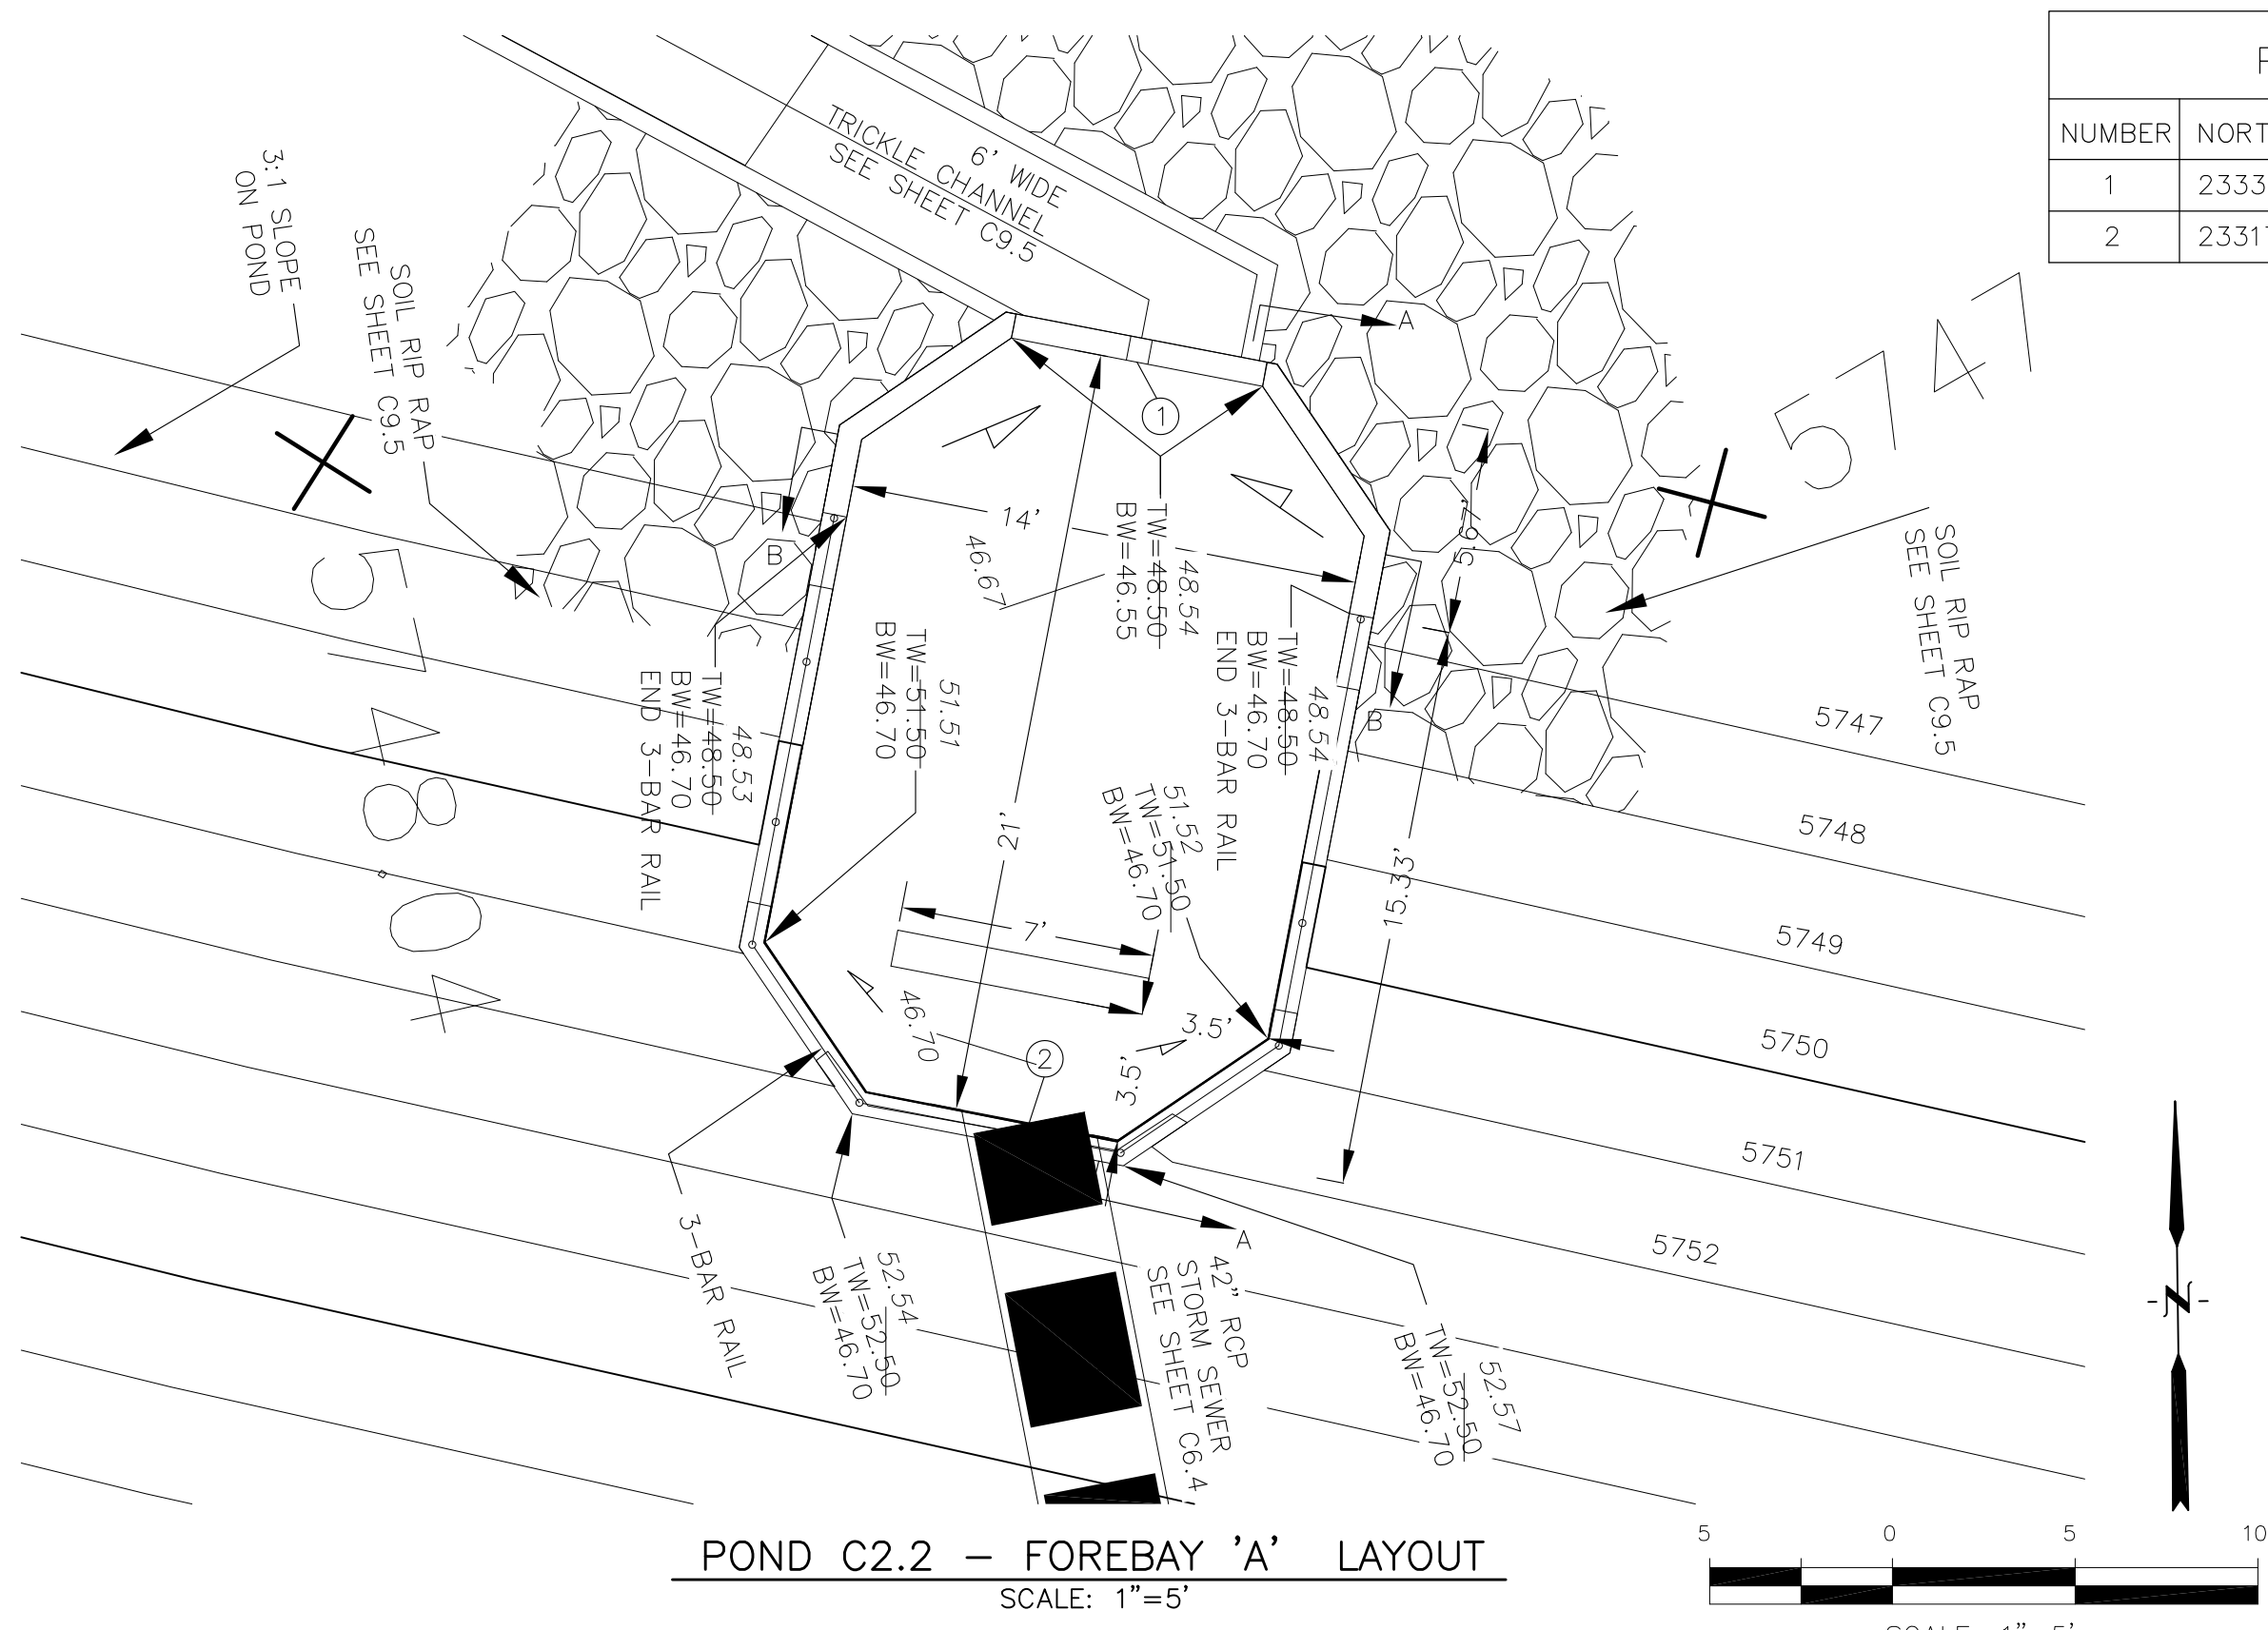 NUMBER
NORT
1
2333
2
2331
6' WIDE
TRICKLE CHANNEL
SEE SHEET C9.5
3:1 SLOPE
ON POND
SOIL RIP RAP
SEE SHEET C9.5
A
5747
1
14'
5.67'
B
46.67
48.54
TW=48.50
BW=46.55
SOIL RIP RAP
SEE SHEET C9.5
51.51
TW=51.50
BW=46.70
48.53
TW=48.50
BW=46.70
END 3-BAR RAIL
48.54
TW=48.50
BW=46.70
END 3-BAR RAIL
B
5747
5748
5749
5750
5751
5752
21'
51.52
TW=51.50
BW=46.70
15.33'
7'
5748.04
46.70
3.5'
3.5'
2
A
3-BAR RAIL
52.54
TW=52.50
BW=46.70
42" RCP
STORM SEWER
SEE SHEET C6.4
52.57
TW=52.50
BW=46.70
N
POND C2.2 - FOREBAY 'A' LAYOUT
SCALE: 1"=5'
5 0 5 10
SCALE: 1"=5'